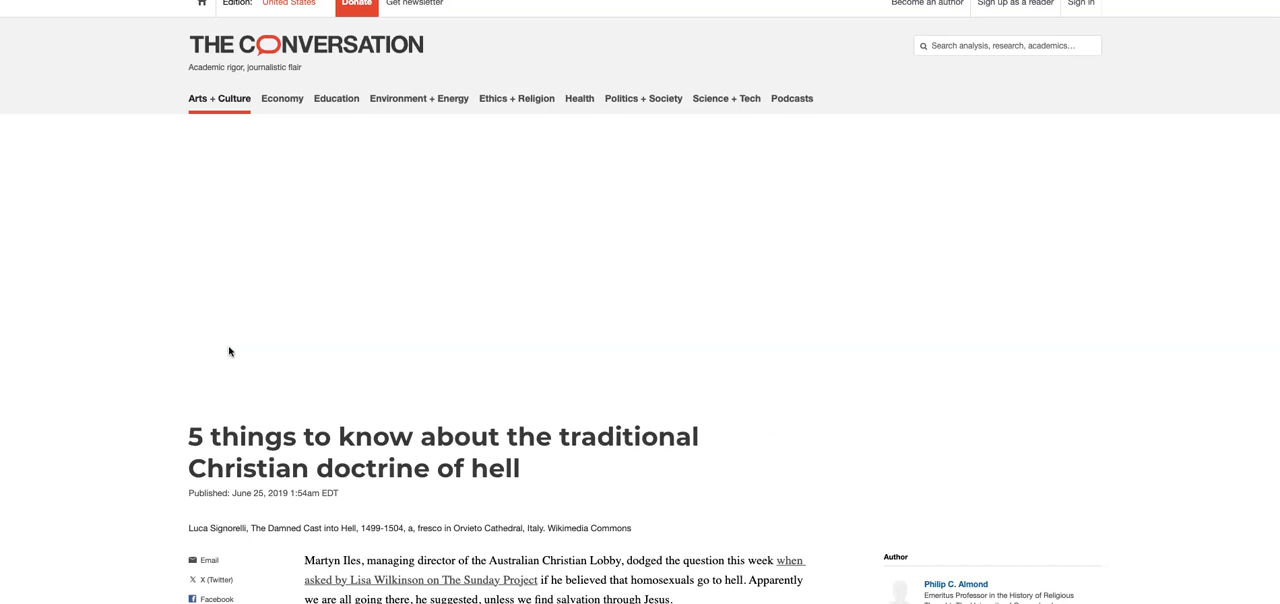 Edition: United States Donate Get newsletter Become an author Sign up as a reader Sign in
THE CONVERSATION
Search analysis, research, academics…
Academic rigor, journalistic flair
Arts + Culture Economy Education Environment + Energy Ethics + Religion Health Politics + Society Science + Tech Podcasts
5 things to know about the traditional
Christian doctrine of hell
Published: June 25, 2019 1:54am EDT
Luca Signorelli, The Damned Cast into Hell, 1499-1504, a, fresco in Orvieto Cathedral, Italy. Wikimedia Commons
Email
X (Twitter)
Facebook
Martyn Iles, managing director of the Australian Christian Lobby, dodged the question this week when
asked by Lisa Wilkinson on The Sunday Project if he believed that homosexuals go to hell. Apparently
we are all going there, he suggested, unless we find salvation through Jesus.
Author
Philip C. Almond
Emeritus Professor in the History of Religious